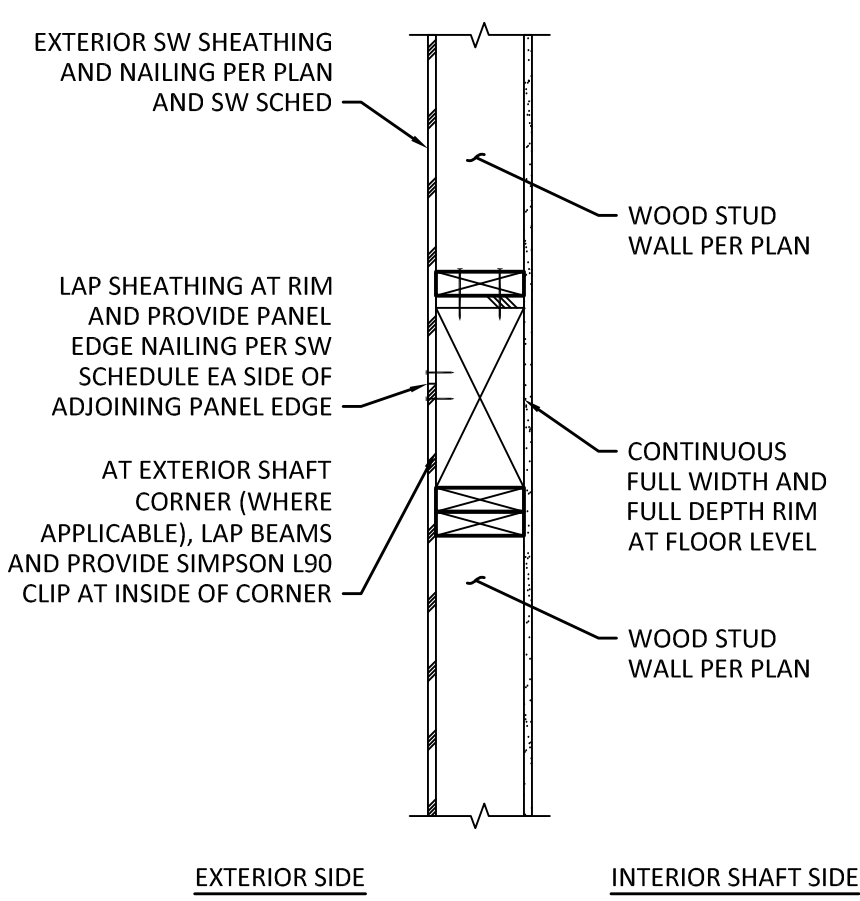 EXTERIOR SW SHEATHING
AND NAILING PER PLAN
AND SW SCHED
WOOD STUD
WALL PER PLAN
LAP SHEATHING AT RIM
AND PROVIDE PANEL
EDGE NAILING PER SW
SCHEDULE EA SIDE OF
ADJOINING PANEL EDGE
CONTINUOUS
FULL WIDTH AND
FULL DEPTH RIM
AT FLOOR LEVEL
AT EXTERIOR SHAFT
CORNER (WHERE
APPLICABLE), LAP BEAMS
AND PROVIDE SIMPSON L90
CLIP AT INSIDE OF CORNER
WOOD STUD
WALL PER PLAN
EXTERIOR SIDE
INTERIOR SHAFT SIDE